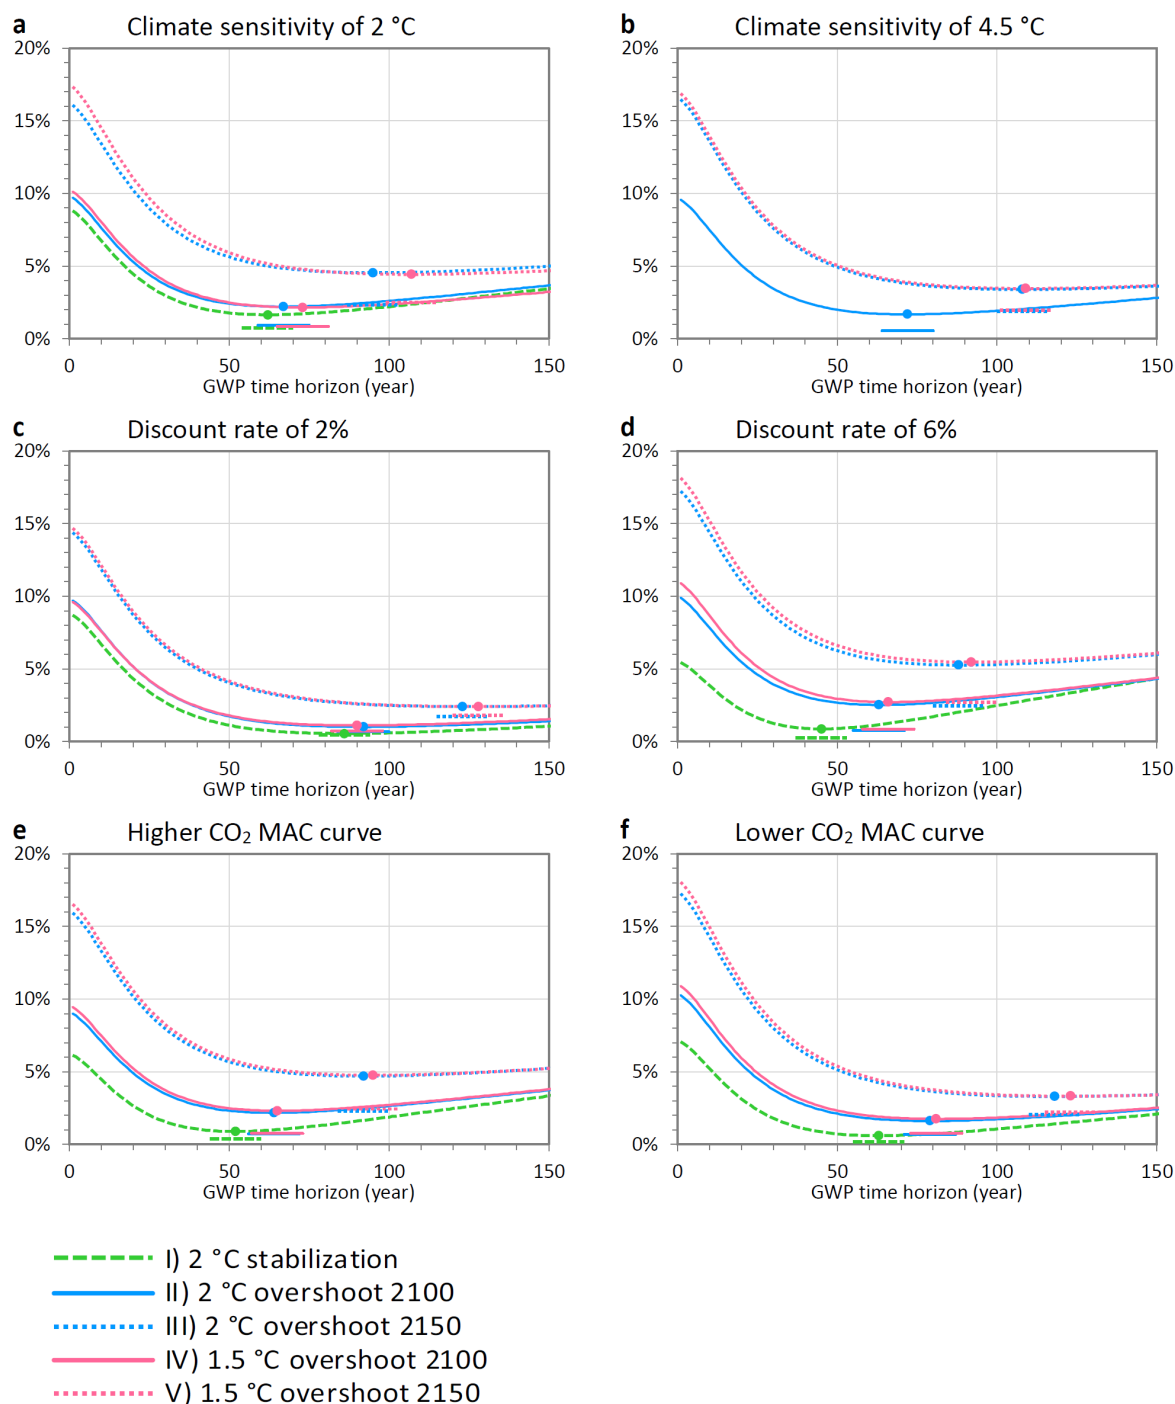 a Climate sensitivity of 2 °C
20%
15%
10%
5%
0%
0 50 100 150
GWP time horizon (year)
b Climate sensitivity of 4.5 °C
20%
15%
10%
5%
0%
0 50 100 150
GWP time horizon (year)
c Discount rate of 2%
20%
15%
10%
5%
0%
0 50 100 150
GWP time horizon (year)
d Discount rate of 6%
20%
15%
10%
5%
0%
0 50 100 150
GWP time horizon (year)
e Higher CO₂ MAC curve
20%
15%
10%
5%
0%
0 50 100 150
GWP time horizon (year)
f Lower CO₂ MAC curve
20%
15%
10%
5%
0%
0 50 100 150
GWP time horizon (year)
I) 2 °C stabilization
II) 2 °C overshoot 2100
III) 2 °C overshoot 2150
IV) 1.5 °C overshoot 2100
V) 1.5 °C overshoot 2150